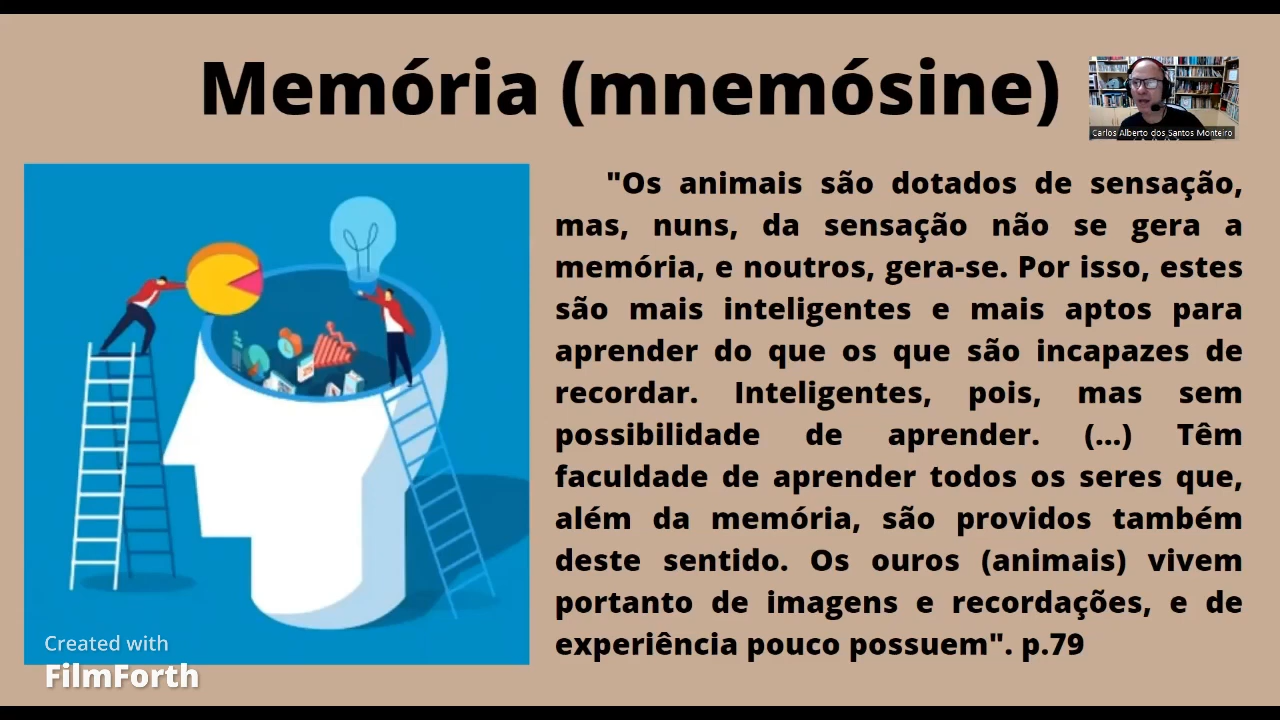 Memória (mnemósine)
Carlos Alberto dos Santos Monteiro
"Os animais são dotados de sensação,
mas, nuns, da sensação não se gera a
memória, e noutros, gera-se. Por isso, estes
são mais inteligentes e mais aptos para
aprender do que os que são incapazes de
recordar. Inteligentes, pois, mas sem
possibilidade de aprender. (...) Têm
faculdade de aprender todos os seres que,
além da memória, são providos também
deste sentido. Os ouros (animais) vivem
portanto de imagens e recordações, e de
experiência pouco possuem". p.79
Created with
FilmForth